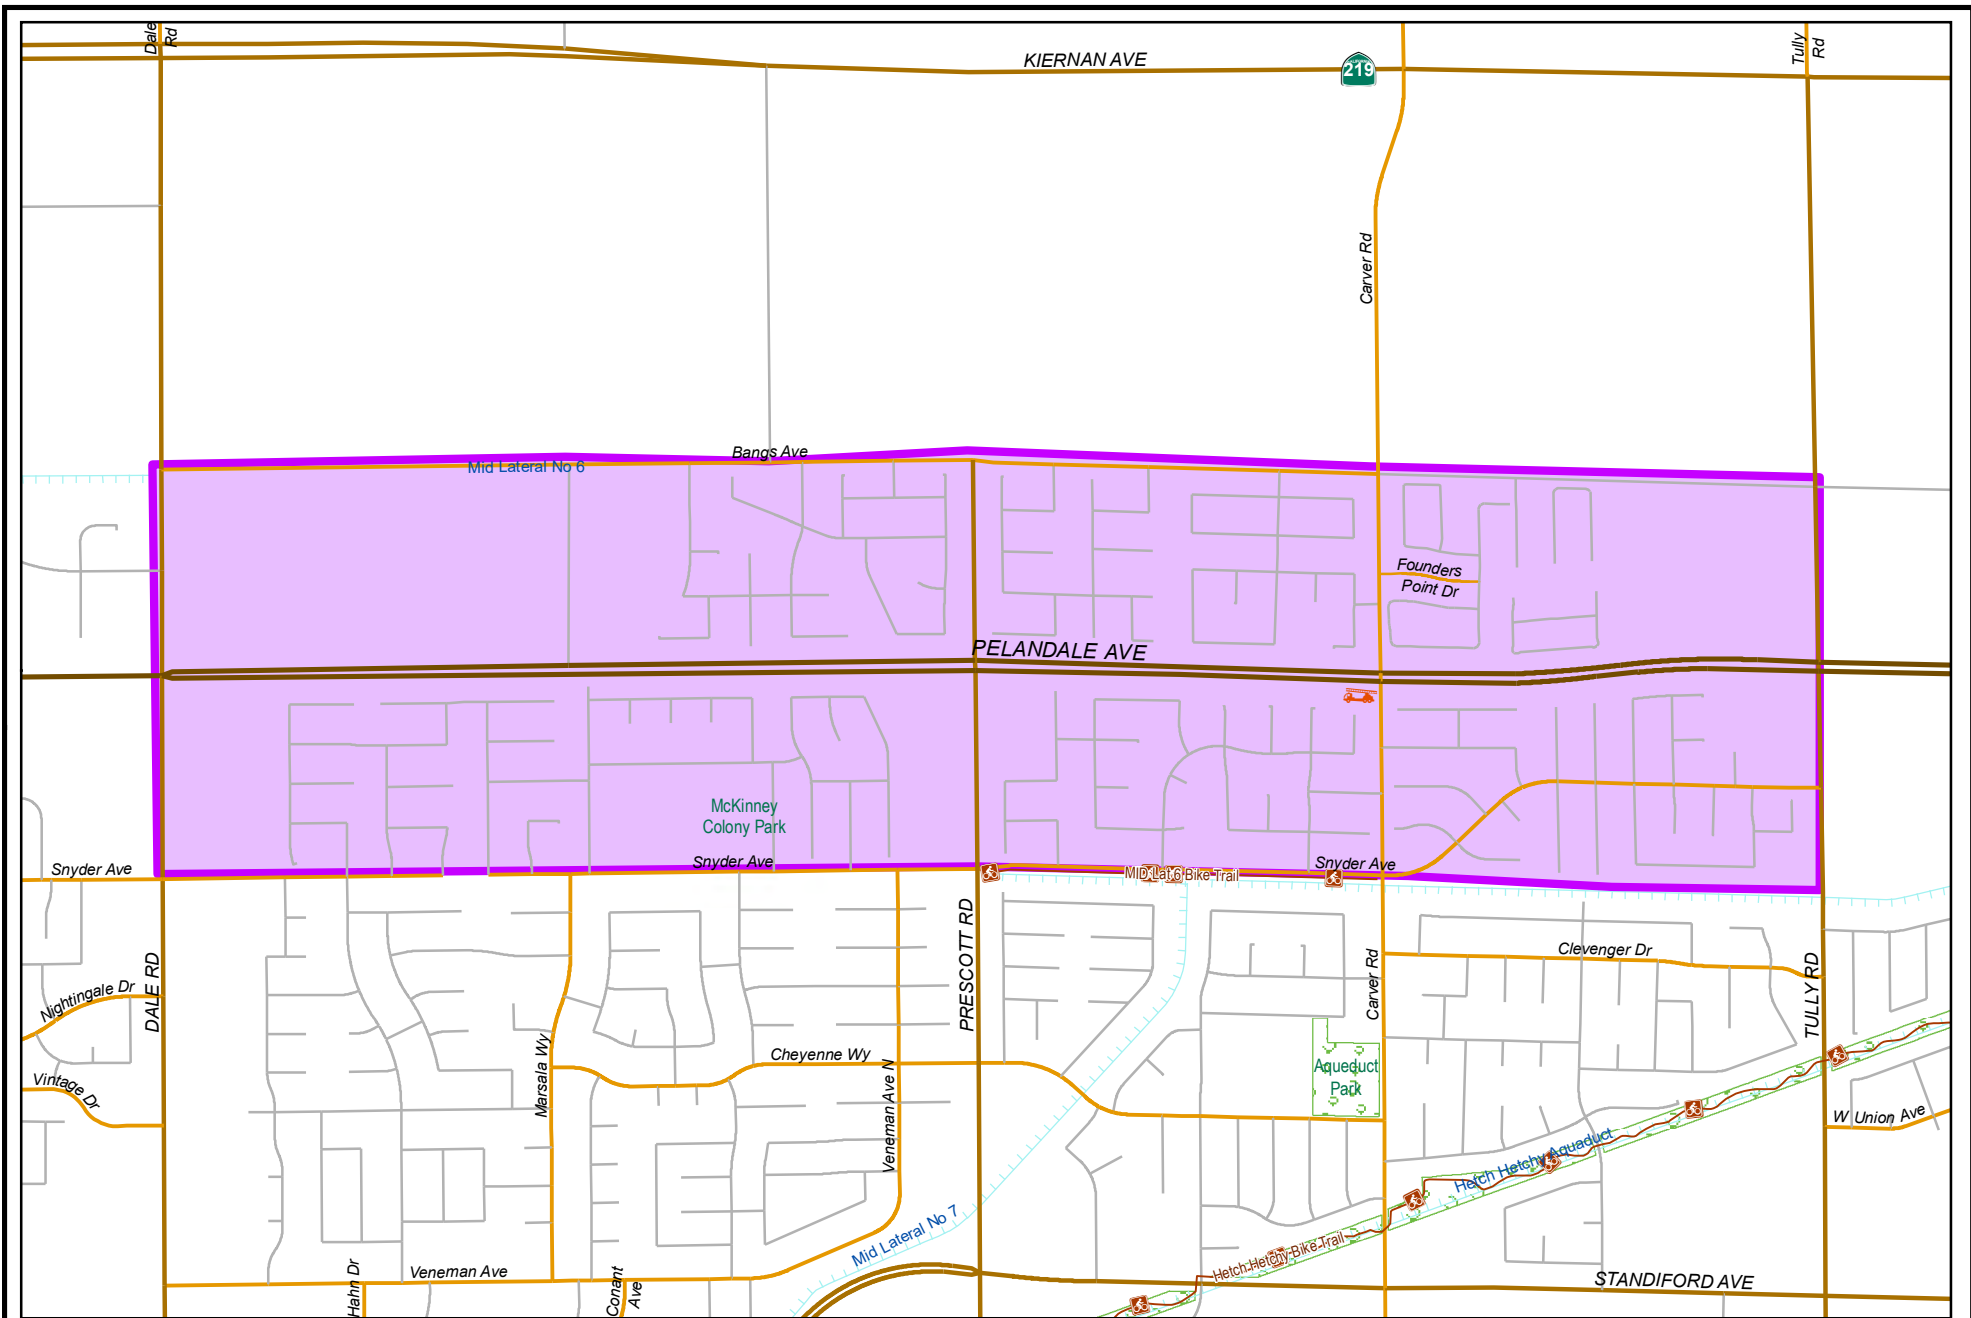 Dale
Rd
KIERNAN AVE
219
Tully
Rd
Carver Rd
Bangs Ave
Mid Lateral No 6
Founders
Point Dr
PELANDALE AVE
McKinney
Colony Park
Snyder Ave
Snyder Ave
Snyder Ave
MID Lat 6 Bike Trail
DALE RD
PRESCOTT RD
Carver Rd
Clevenger Dr
TULLY RD
Nightingale Dr
Vintage Dr
Marsala Wy
Cheyenne Wy
Veneman Ave N
Aqueduct
Park
W Union Ave
Hetch Hetchy Aquaduct
Mid Lateral No 7
Hetch Hetchy Bike Trail
Hahn Dr
Veneman Ave
Conant
Ave
STANDIFORD AVE